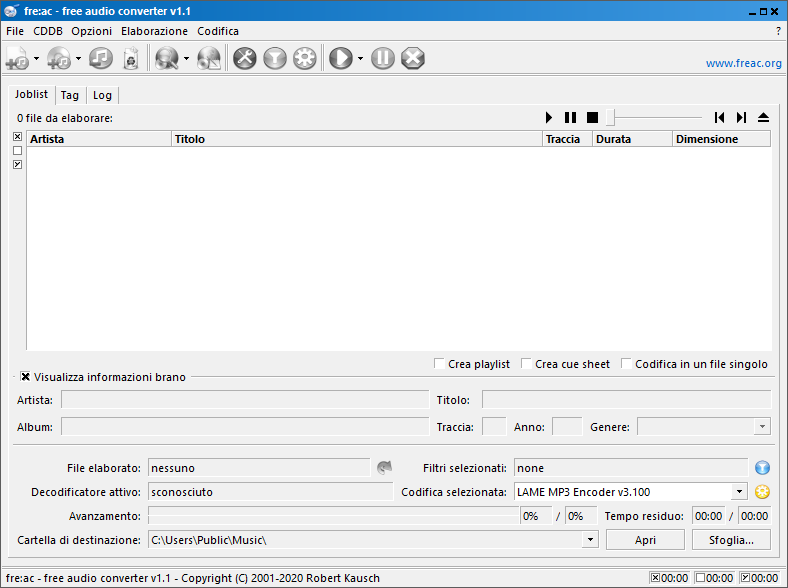 fre:ac - free audio converter v1.1
File CDDB Opzioni Elaborazione Codifica ?
www.freac.org
Joblist Tag Log
0 file da elaborare:
Artista Titolo Traccia Durata Dimensione
Crea playlist Crea cue sheet Codifica in un file singolo
Visualizza informazioni brano
Artista: Titolo:
Album: Traccia: Anno: Genere:
File elaborato: nessuno Filtri selezionati: none
Decodificatore attivo: sconosciuto Codifica selezionata: LAME MP3 Encoder v3.100
Avanzamento: 0% / 0% Tempo residuo: 00:00 / 00:00
Cartella di destinazione: C:\Users\Public\Music\ Apri Sfoglia...
fre:ac - free audio converter v1.1 - Copyright (C) 2001-2020 Robert Kausch 00:00 00:00 00:00